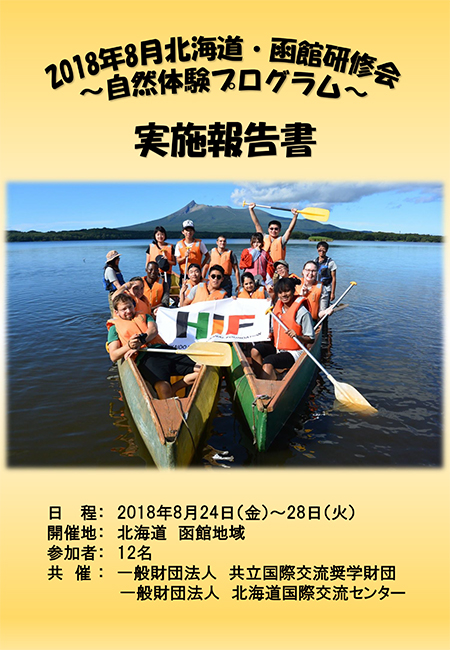 2018年8月北海道・函館研修会
～自然体験プログラム～
実施報告書
HIF
日　程： 2018年8月24日(金)～28日(火)
開催地： 北海道　函館地域
参加者： 12名
共　催： 一般財団法人　共立国際交流奨学財団
一般財団法人　北海道国際交流センター